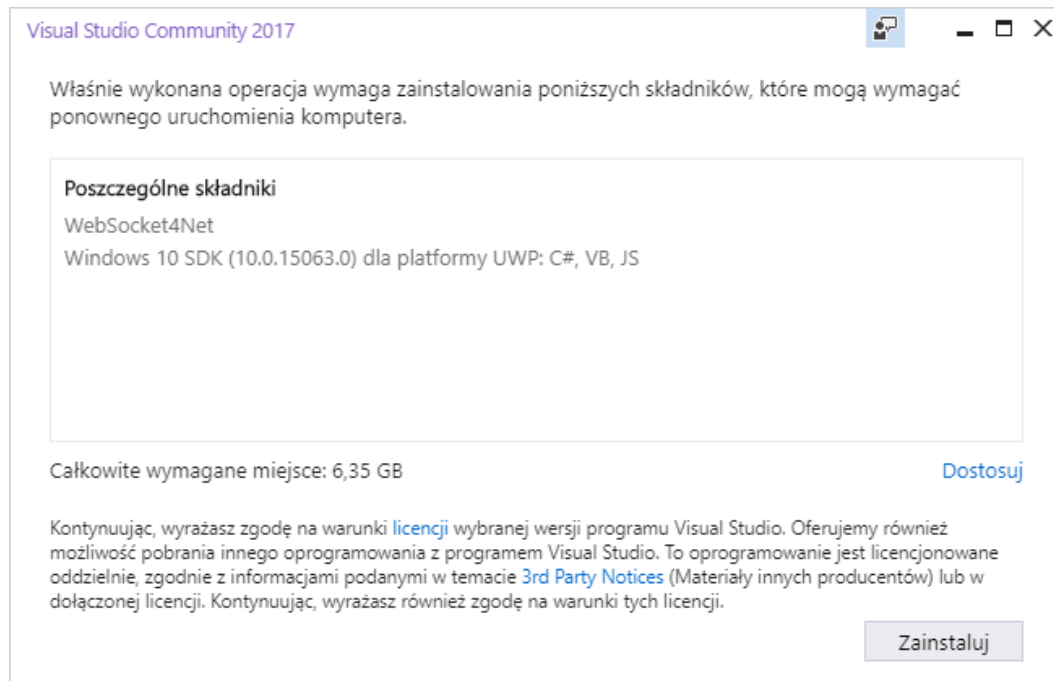 Visual Studio Community 2017
Właśnie wykonana operacja wymaga zainstalowania poniższych składników, które mogą wymagać
ponownego uruchomienia komputera.
Poszczególne składniki
WebSocket4Net
Windows 10 SDK (10.0.15063.0) dla platformy UWP: C#, VB, JS
Całkowite wymagane miejsce: 6,35 GB
Dostosuj
Kontynuując, wyrażasz zgodę na warunki licencji wybranej wersji programu Visual Studio. Oferujemy również
możliwość pobrania innego oprogramowania z programem Visual Studio. To oprogramowanie jest licencjonowane
oddzielnie, zgodnie z informacjami podanymi w temacie 3rd Party Notices (Materiały innych producentów) lub w
dołączonej licencji. Kontynuując, wyrażasz również zgodę na warunki tych licencji.
Zainstaluj